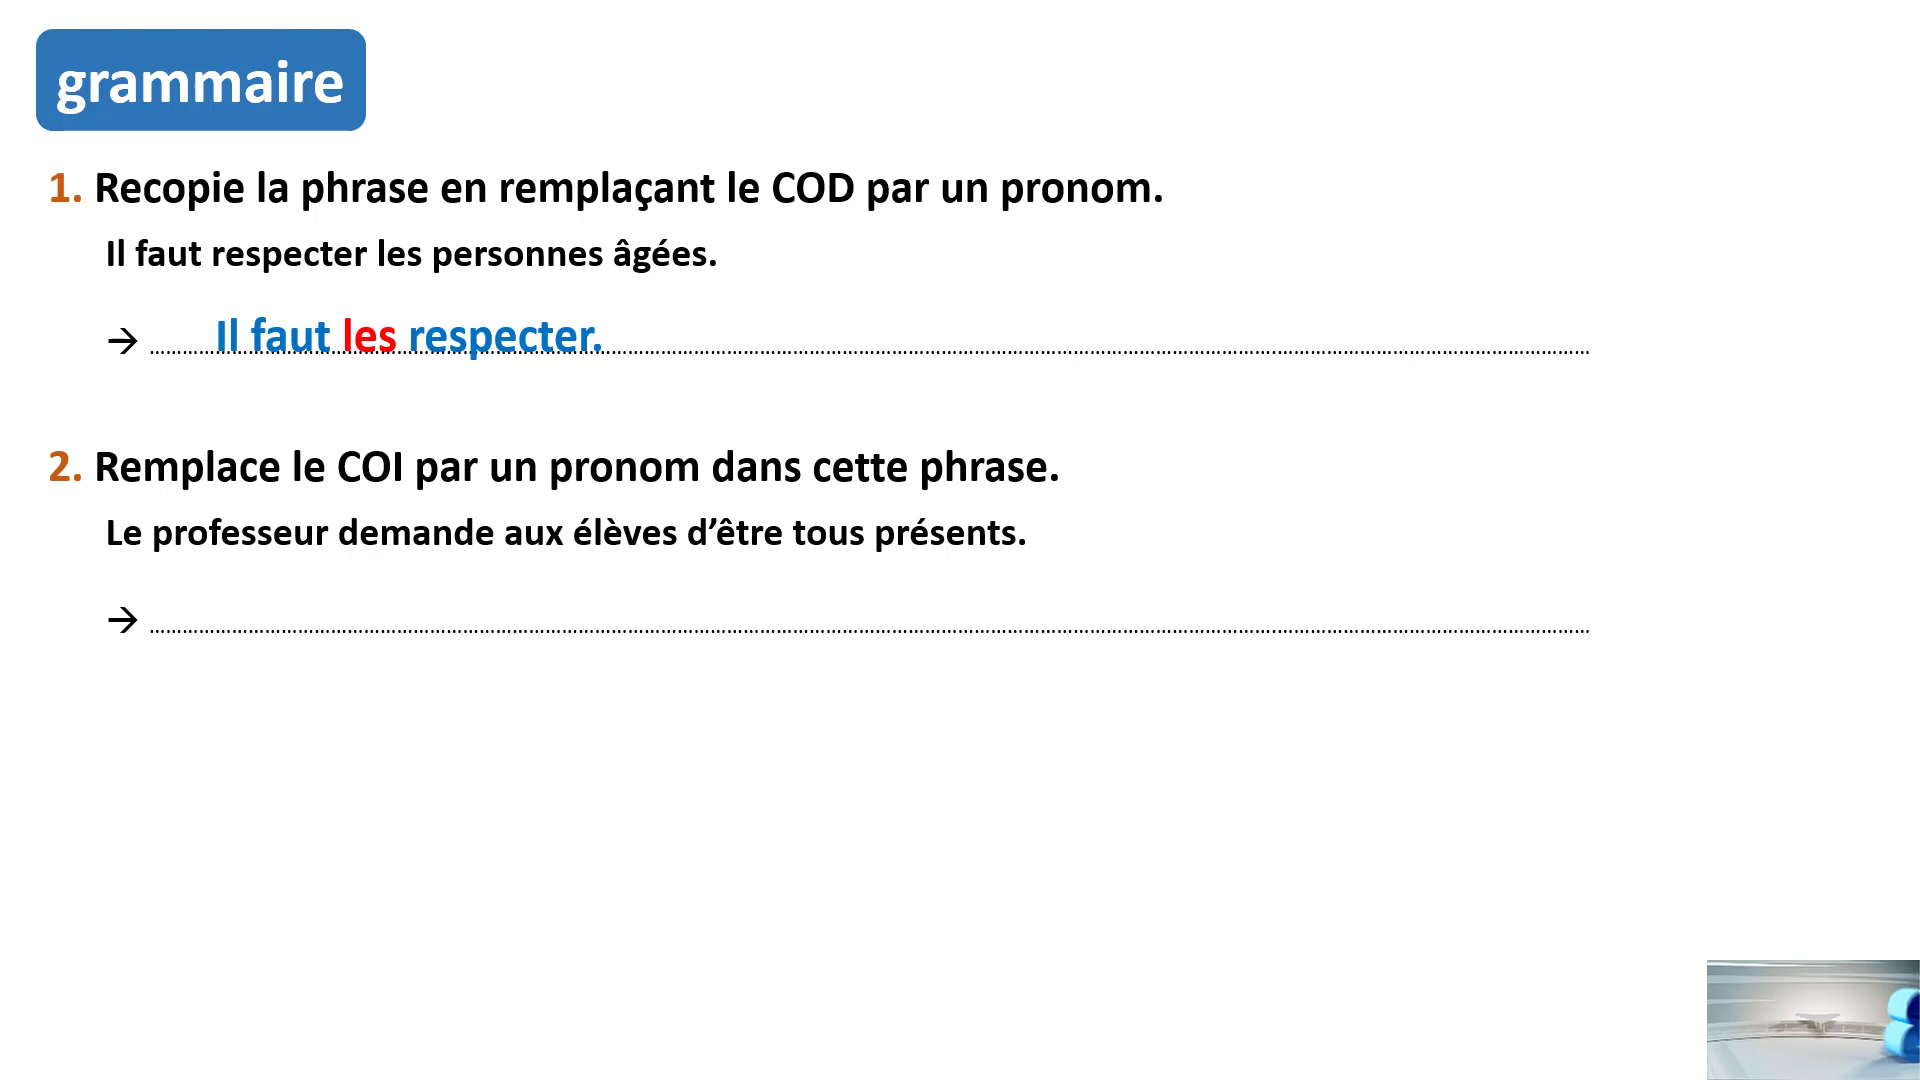 grammaire
1. Recopie la phrase en remplaçant le COD par un pronom.
Il faut respecter les personnes âgées.
→ Il faut les respecter.
2. Remplace le COI par un pronom dans cette phrase.
Le professeur demande aux élèves d’être tous présents.
→ ........................................................................